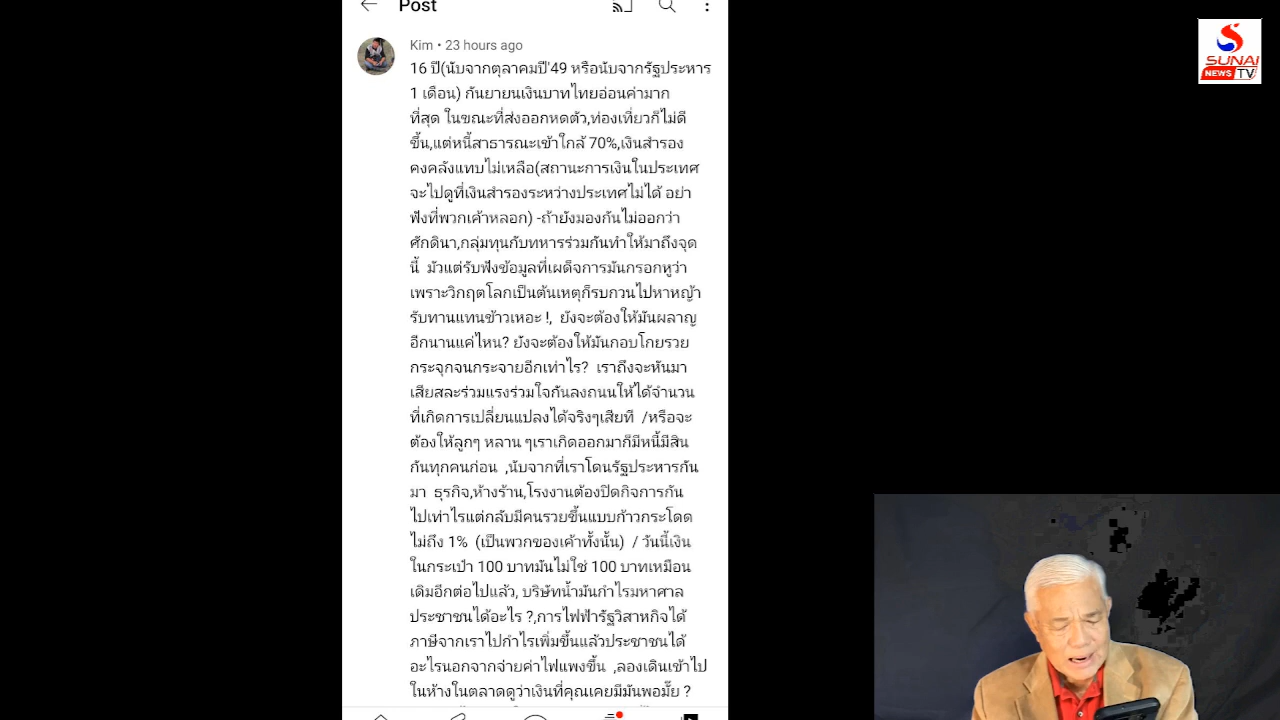 Post
Kim • 23 hours ago
16 ปี(นับจากตุลาคมปี'49 หรือนับจากรัฐประหาร
1 เดือน) กันยายนเงินบาทไทยอ่อนค่ามาก
ที่สุด ในขณะที่ส่งออกหดตัว,ท่องเที่ยวก็ไม่ดี
ขึ้น,แต่หนี้สาธารณะเข้าใกล้ 70%,เงินสำรอง
คงคลังแทบไม่เหลือ(สถานะการเงินในประเทศ
จะไปดูที่เงินสำรองระหว่างประเทศไม่ได้ อย่า
ฟังที่พวกเค้าหลอก) -ถ้ายังมองกันไม่ออกว่า
ศักดินา,กลุ่มทุนกับทหารร่วมกันทำให้มาถึงจุด
นี้ มัวแต่รับฟังข้อมูลที่เผด็จการมันกรอกหูว่า
เพราะวิกฤตโลกเป็นต้นเหตุก็รบกวนไปหาหญ้า
รับทานแทนข้าวเหอะ !, ยังจะต้องให้มันผลาญ
อีกนานแค่ไหน? ยังจะต้องให้มันกอบโกยรวย
กระจุกจนกระจายอีกเท่าไร? เราถึงจะหันมา
เสียสละร่วมแรงร่วมใจกันลงถนนให้ได้จำนวน
ที่เกิดการเปลี่ยนแปลงได้จริงๆเสียที /หรือจะ
ต้องให้ลูกๆ หลาน ๆเราเกิดออกมาก็มีหนี้มีสิน
กันทุกคนก่อน ,นับจากที่เราโดนรัฐประหารกัน
มา ธุรกิจ,ห้างร้าน,โรงงานต้องปิดกิจการกัน
ไปเท่าไรแต่กลับมีคนรวยขึ้นแบบก้าวกระโดด
ไม่ถึง 1% (เป็นพวกของเค้าทั้งนั้น) / วันนี้เงิน
ในกระเป๋า 100 บาทมันไม่ใช่ 100 บาทเหมือน
เดิมอีกต่อไปแล้ว, บริษัทน้ำมันกำไรมหาศาล
ประชาชนได้อะไร ?,การไฟฟ้ารัฐวิสาหกิจได้
ภาษีจากเราไปกำไรเพิ่มขึ้นแล้วประชาชนได้
อะไรนอกจากจ่ายค่าไฟแพงขึ้น ,ลองเดินเข้าไป
ในห้างในตลาดดูว่าเงินที่คุณเคยมีมันพอมั๊ย ?
SUNAI
NEWS TV